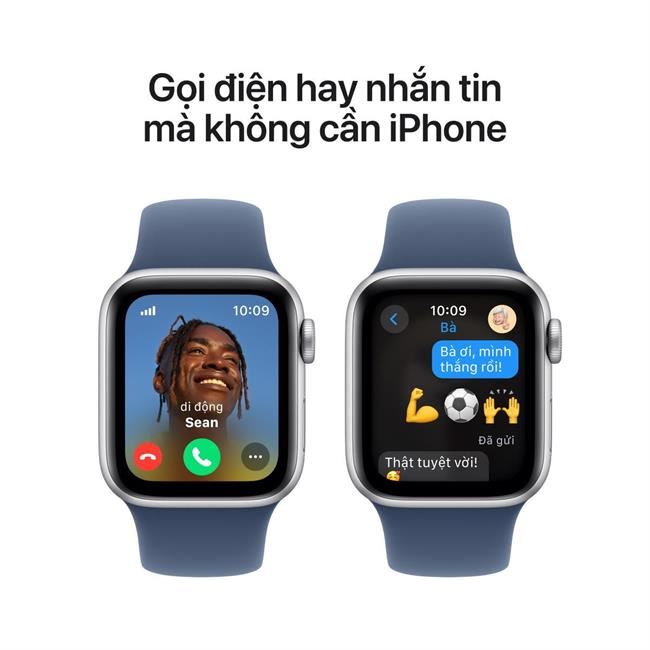 Gọi điện hay nhắn tin
mà không cần iPhone
10:09
di động
Sean
10:09
Bà
Bà ơi, mình
thắng rồi!
💪⚽🙌
Đã gửi
Thật tuyệt vời!
🥰